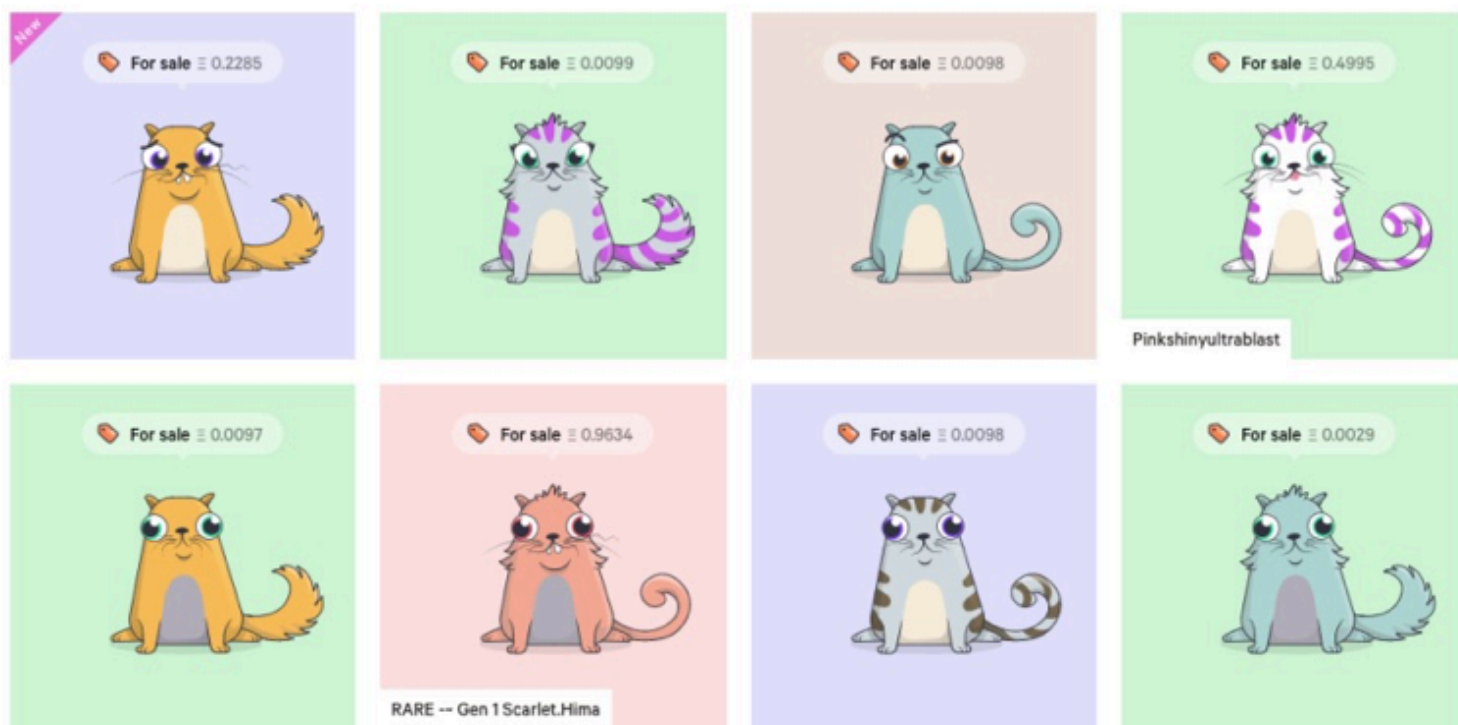 New
For sale Ξ 0.2285
For sale Ξ 0.0099
For sale Ξ 0.0098
For sale Ξ 0.4995
Pinkshinyultrablast
For sale Ξ 0.0097
For sale Ξ 0.9634
For sale Ξ 0.0098
For sale Ξ 0.0029
RARE -- Gen 1 Scarlet.Hima